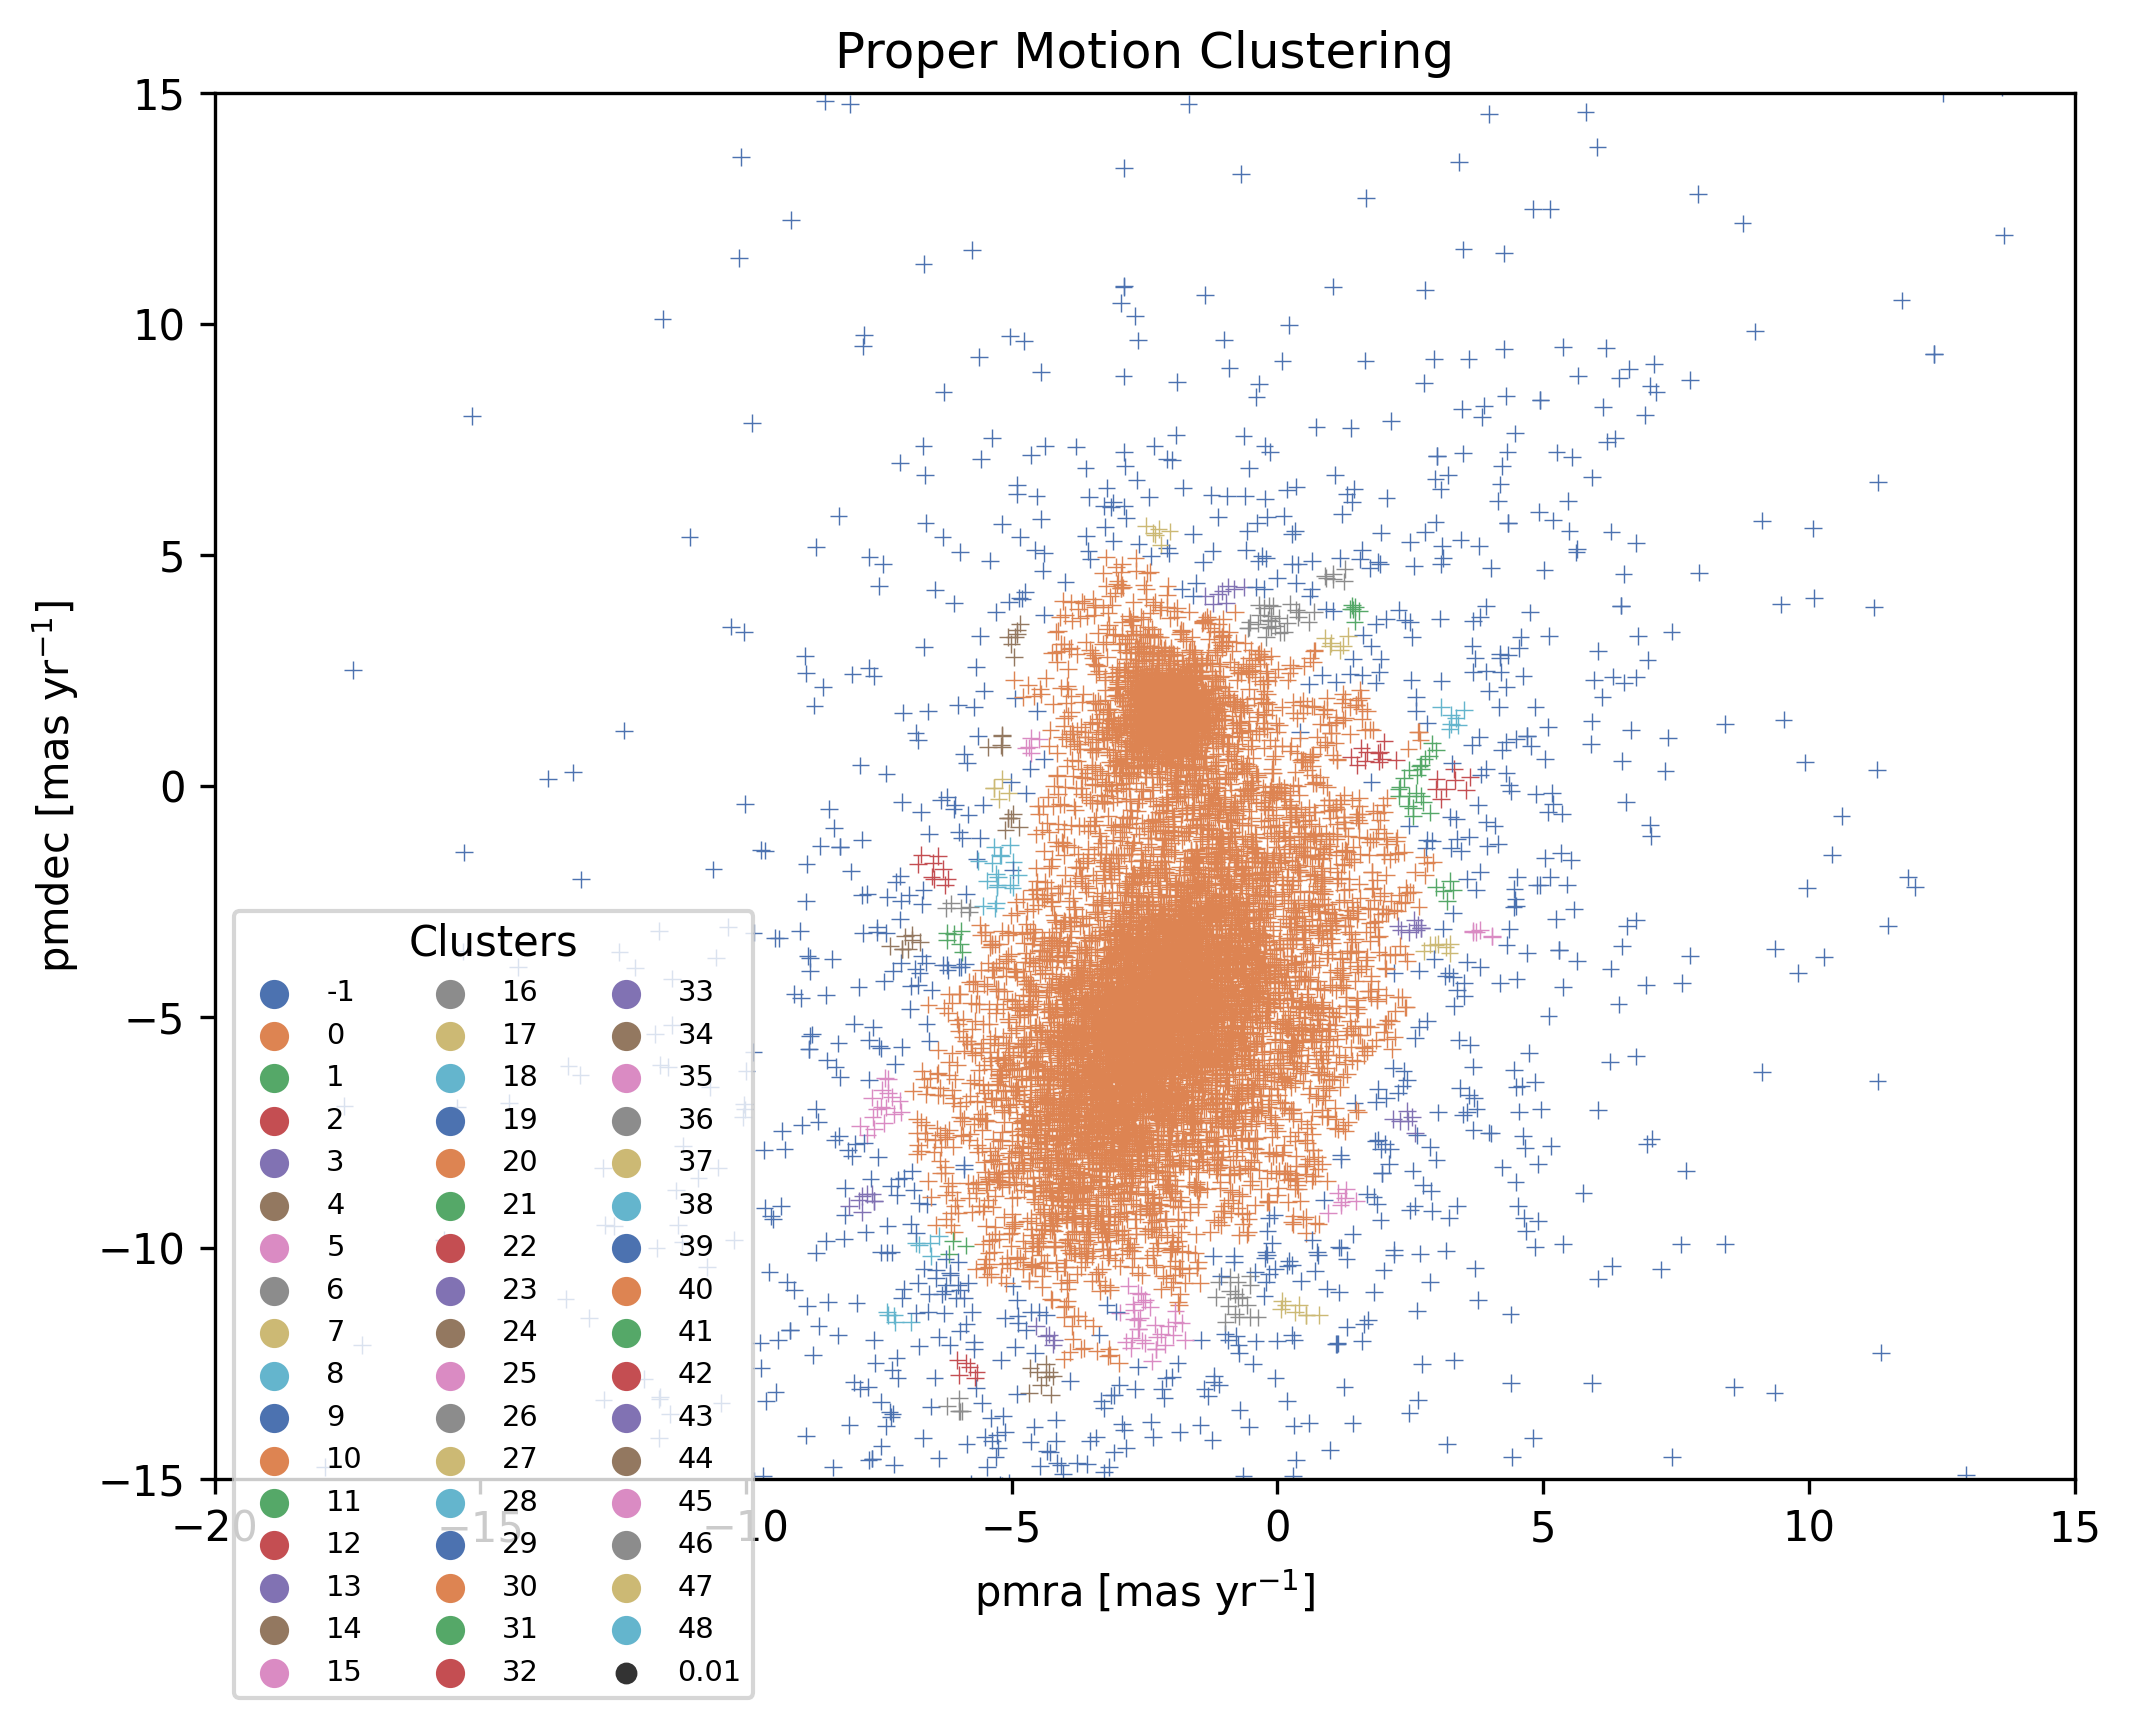 Proper Motion Clustering
15
10
5
0
−5
−10
−15
pmdec [mas yr⁻¹]
Clusters
-1 16 33
0 17 34
1 18 35
2 19 36
3 20 37
4 21 38
5 22 39
6 23 40
7 24 41
8 25 42
9 26 43
10 27 44
11 28 45
12 29 46
13 30 47
14 31 48
15 32 0.01
−20 −15 −10 −5 0 5 10 15
pmra [mas yr⁻¹]